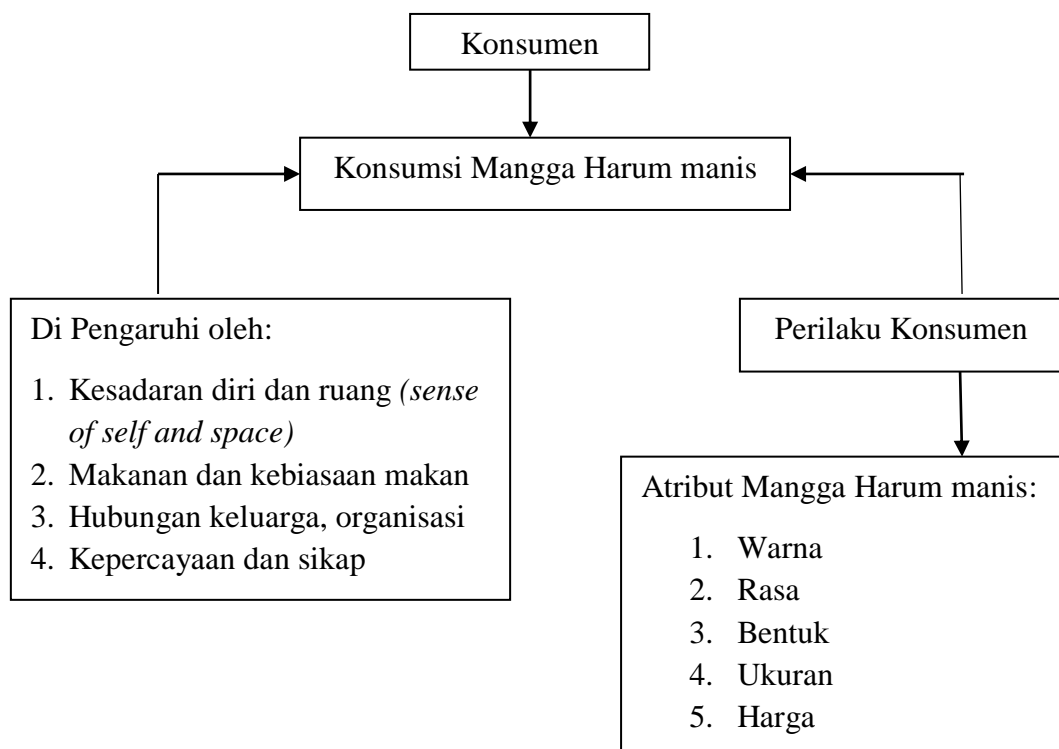 Konsumen
Konsumsi Mangga Harum manis
Di Pengaruhi oleh:
1. Kesadaran diri dan ruang (sense
of self and space)
2. Makanan dan kebiasaan makan
3. Hubungan keluarga, organisasi
4. Kepercayaan dan sikap
Perilaku Konsumen
Atribut Mangga Harum manis:
1. Warna
2. Rasa
3. Bentuk
4. Ukuran
5. Harga